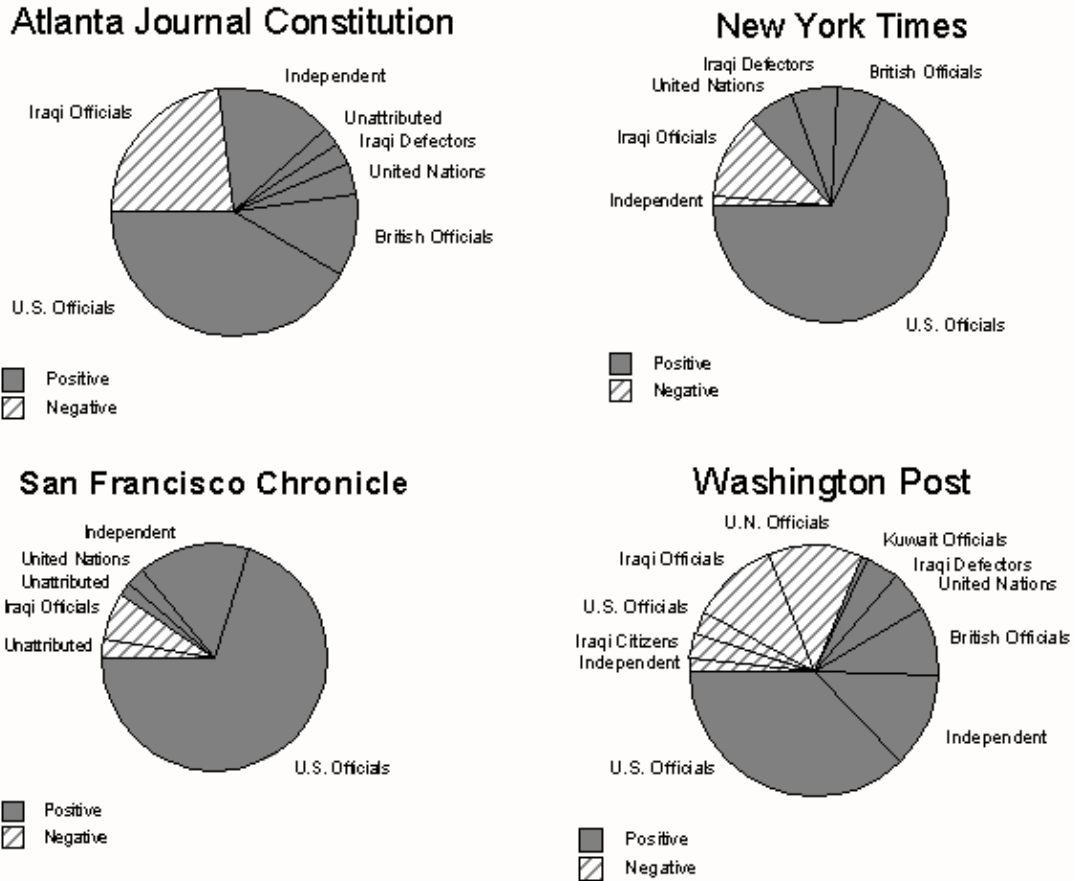 Atlanta Journal Constitution
Independent
Iraqi Officials
Unattributed
Iraqi Defectors
United Nations
British Officials
U.S. Officials
Positive
Negative
New York Times
Iraqi Defectors
British Officials
United Nations
Iraqi Officials
Independent
U.S. Officials
Positive
Negative
San Francisco Chronicle
Independent
United Nations
Unattributed
Iraqi Officials
Unattributed
U.S. Officials
Positive
Negative
Washington Post
U.N. Officials
Kuwait Officials
Iraqi Officials
Iraqi Defectors
United Nations
U.S. Officials
British Officials
Iraqi Citizens
Independent
Independent
U.S. Officials
Positive
Negative